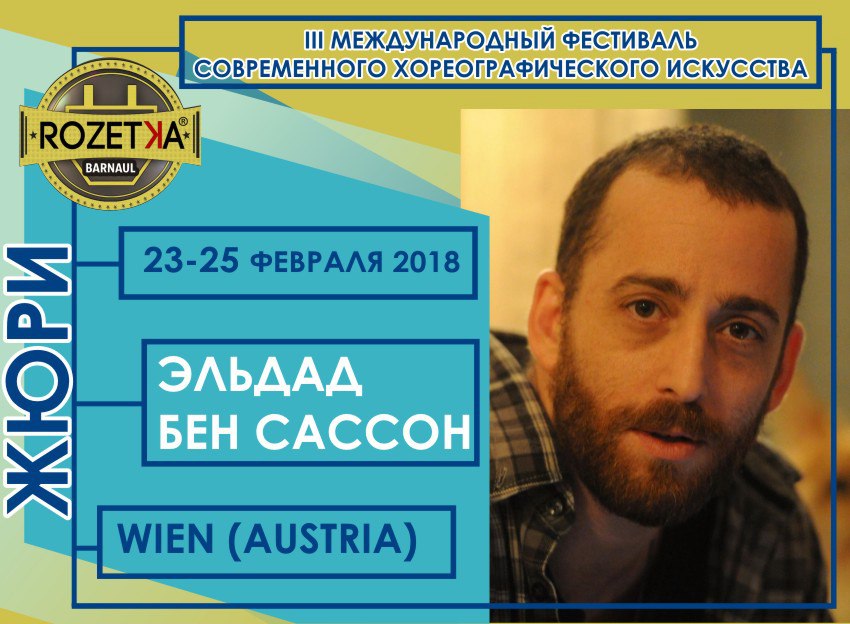 III МЕЖДУНАРОДНЫЙ ФЕСТИВАЛЬ
СОВРЕМЕННОГО ХОРЕОГРАФИЧЕСКОГО ИСКУССТВА
ROZETKA®
BARNAUL
ЖЮРИ
23-25 ФЕВРАЛЯ 2018
ЭЛЬДАД
БЕН САССОН
WIEN (AUSTRIA)